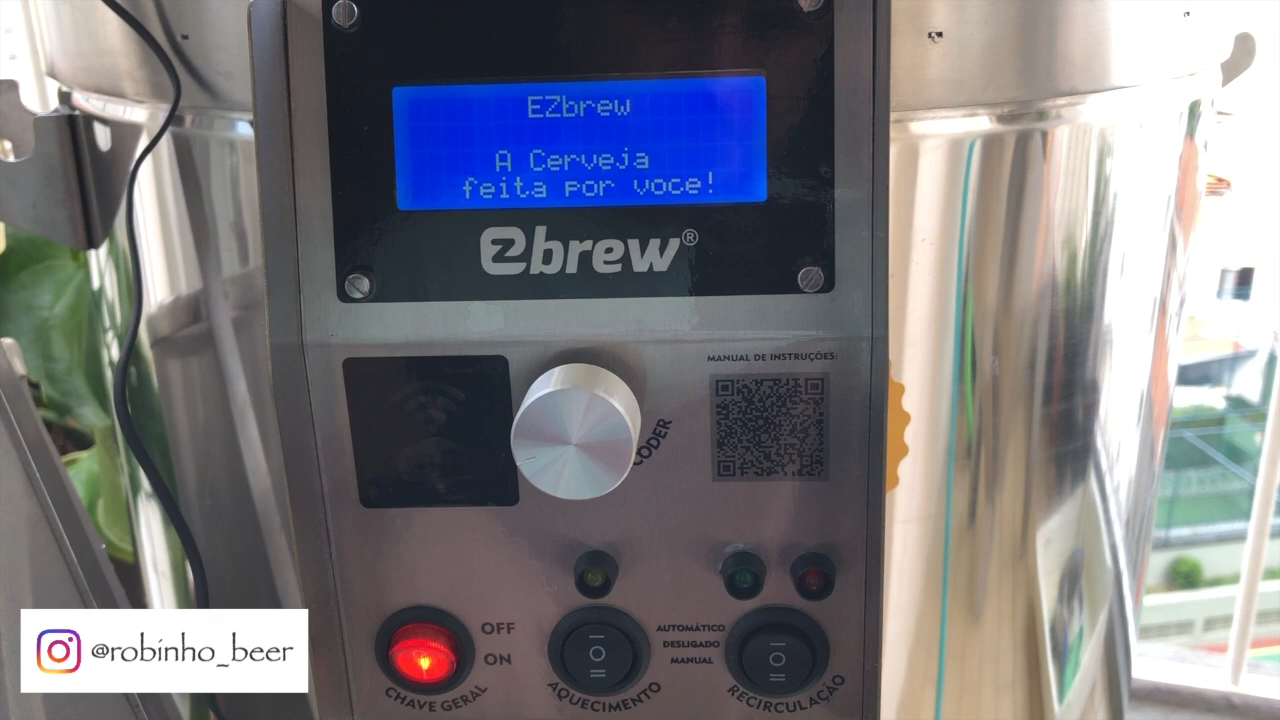 EZbrew
A Cerveja
feita por voce!
ezbrew®
MANUAL DE INSTRUÇÕES:
OFF
ON
CHAVE GERAL
AQUECIMENTO
AUTOMÁTICO
DESLIGADO
MANUAL
RECIRCULAÇÃO
@robinho_beer